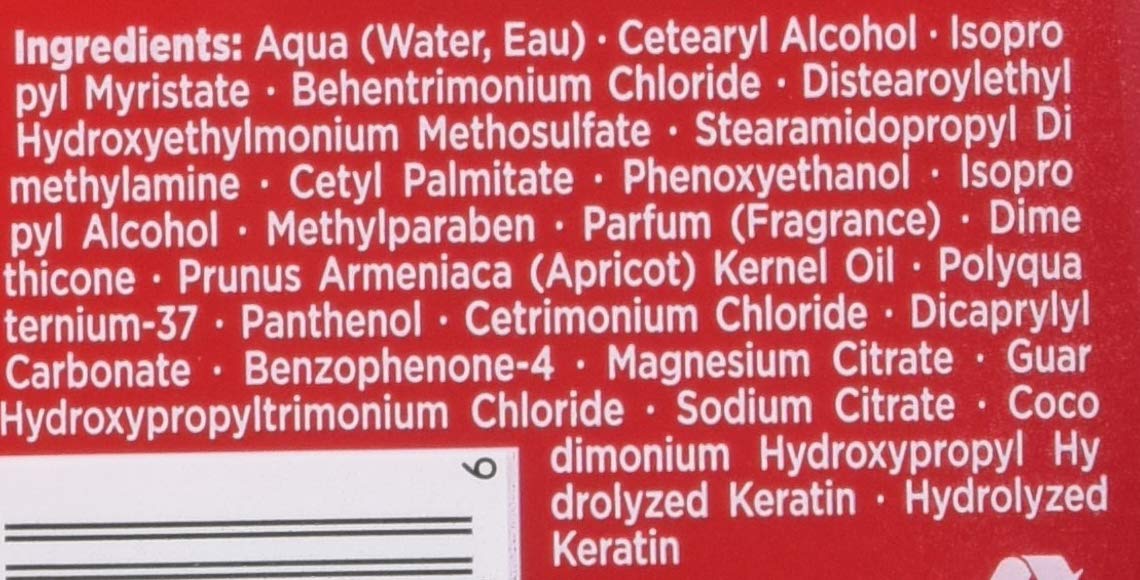 Ingredients: Aqua (Water, Eau) · Cetearyl Alcohol · Isopro
pyl Myristate · Behentrimonium Chloride · Distearoylethyl
Hydroxyethylmonium Methosulfate · Stearamidopropyl Di
methylamine · Cetyl Palmitate · Phenoxyethanol · Isopro
pyl Alcohol · Methylparaben · Parfum (Fragrance) · Dime
thicone · Prunus Armeniaca (Apricot) Kernel Oil · Polyqua
ternium-37 · Panthenol · Cetrimonium Chloride · Dicaprylyl
Carbonate · Benzophenone-4 · Magnesium Citrate · Guar
Hydroxypropyltrimonium Chloride · Sodium Citrate · Coco
dimonium Hydroxypropyl Hy
drolyzed Keratin · Hydrolyzed
Keratin
9